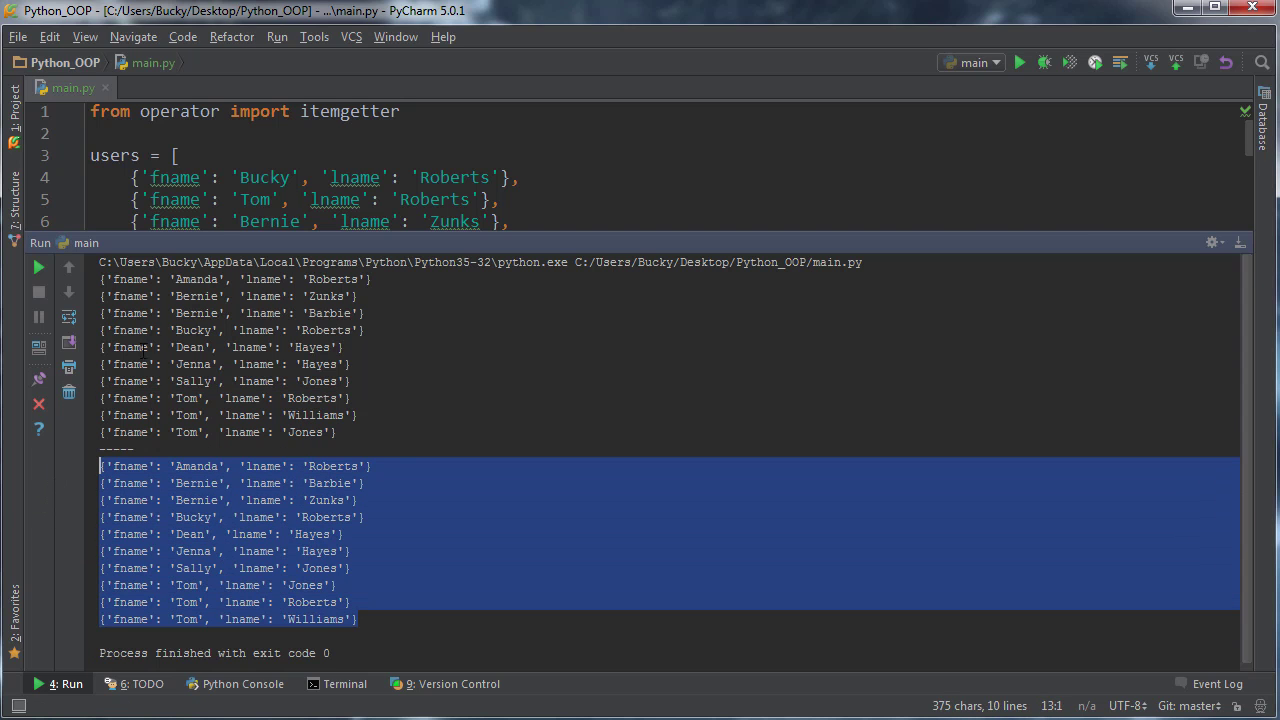 Python_OOP - [C:/Users/Bucky/Desktop/Python_OOP] - ...\main.py - PyCharm 5.0.1
File Edit View Navigate Code Refactor Run Tools VCS Window Help
Python_OOP main.py main VCS VCS
main.py
1 from operator import itemgetter
2
3 users = [
4 {'fname': 'Bucky', 'lname': 'Roberts'},
5 {'fname': 'Tom', 'lname': 'Roberts'},
6 {'fname': 'Bernie', 'lname': 'Zunks'},
1: Project
7: Structure
2: Favorites
Database
Run main
C:\Users\Bucky\AppData\Local\Programs\Python\Python35-32\python.exe C:/Users/Bucky/Desktop/Python_OOP/main.py
{'fname': 'Amanda', 'lname': 'Roberts'}
{'fname': 'Bernie', 'lname': 'Zunks'}
{'fname': 'Bernie', 'lname': 'Barbie'}
{'fname': 'Bucky', 'lname': 'Roberts'}
{'fname': 'Dean', 'lname': 'Hayes'}
{'fname': 'Jenna', 'lname': 'Hayes'}
{'fname': 'Sally', 'lname': 'Jones'}
{'fname': 'Tom', 'lname': 'Roberts'}
{'fname': 'Tom', 'lname': 'Williams'}
{'fname': 'Tom', 'lname': 'Jones'}
-----
{'fname': 'Amanda', 'lname': 'Roberts'}
{'fname': 'Bernie', 'lname': 'Barbie'}
{'fname': 'Bernie', 'lname': 'Zunks'}
{'fname': 'Bucky', 'lname': 'Roberts'}
{'fname': 'Dean', 'lname': 'Hayes'}
{'fname': 'Jenna', 'lname': 'Hayes'}
{'fname': 'Sally', 'lname': 'Jones'}
{'fname': 'Tom', 'lname': 'Jones'}
{'fname': 'Tom', 'lname': 'Roberts'}
{'fname': 'Tom', 'lname': 'Williams'}
Process finished with exit code 0
4: Run 6: TODO Python Console Terminal 9: Version Control Event Log
375 chars, 10 lines 13:1 n/a UTF-8 Git: master